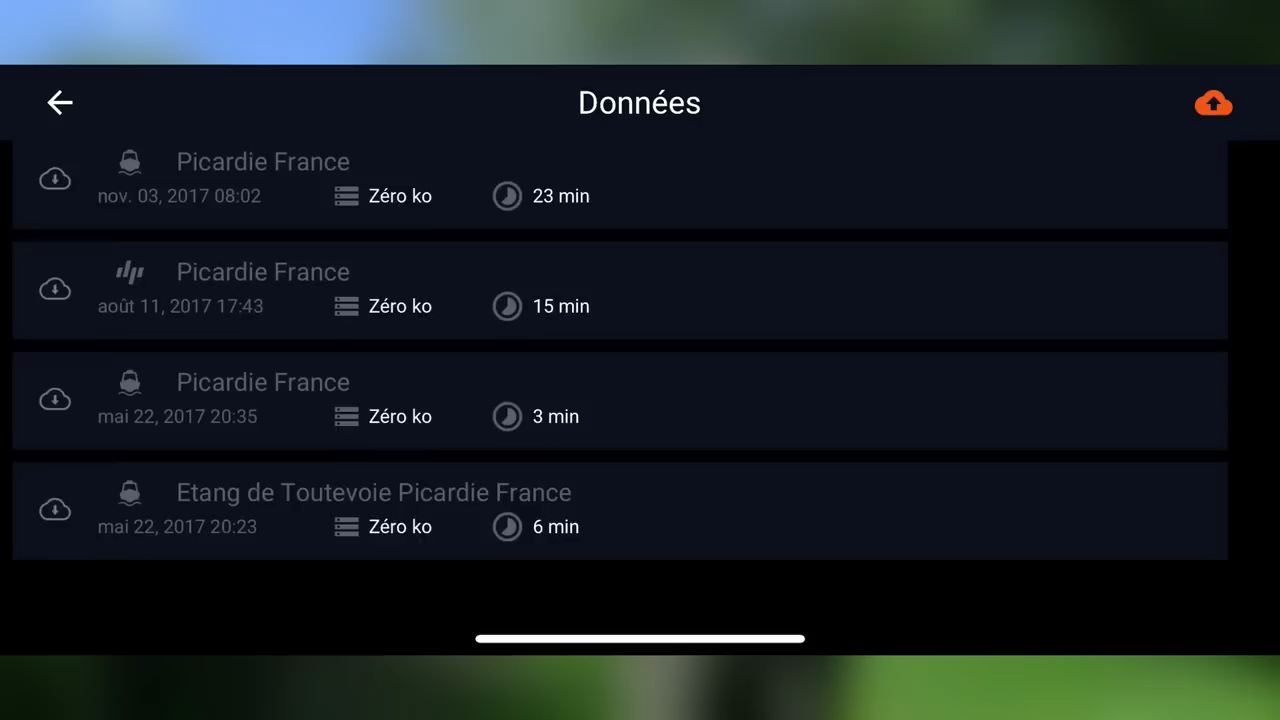 Données
Picardie France
nov. 03, 2017 08:02 Zéro ko 23 min
Picardie France
août 11, 2017 17:43 Zéro ko 15 min
Picardie France
mai 22, 2017 20:35 Zéro ko 3 min
Etang de Toutevoie Picardie France
mai 22, 2017 20:23 Zéro ko 6 min